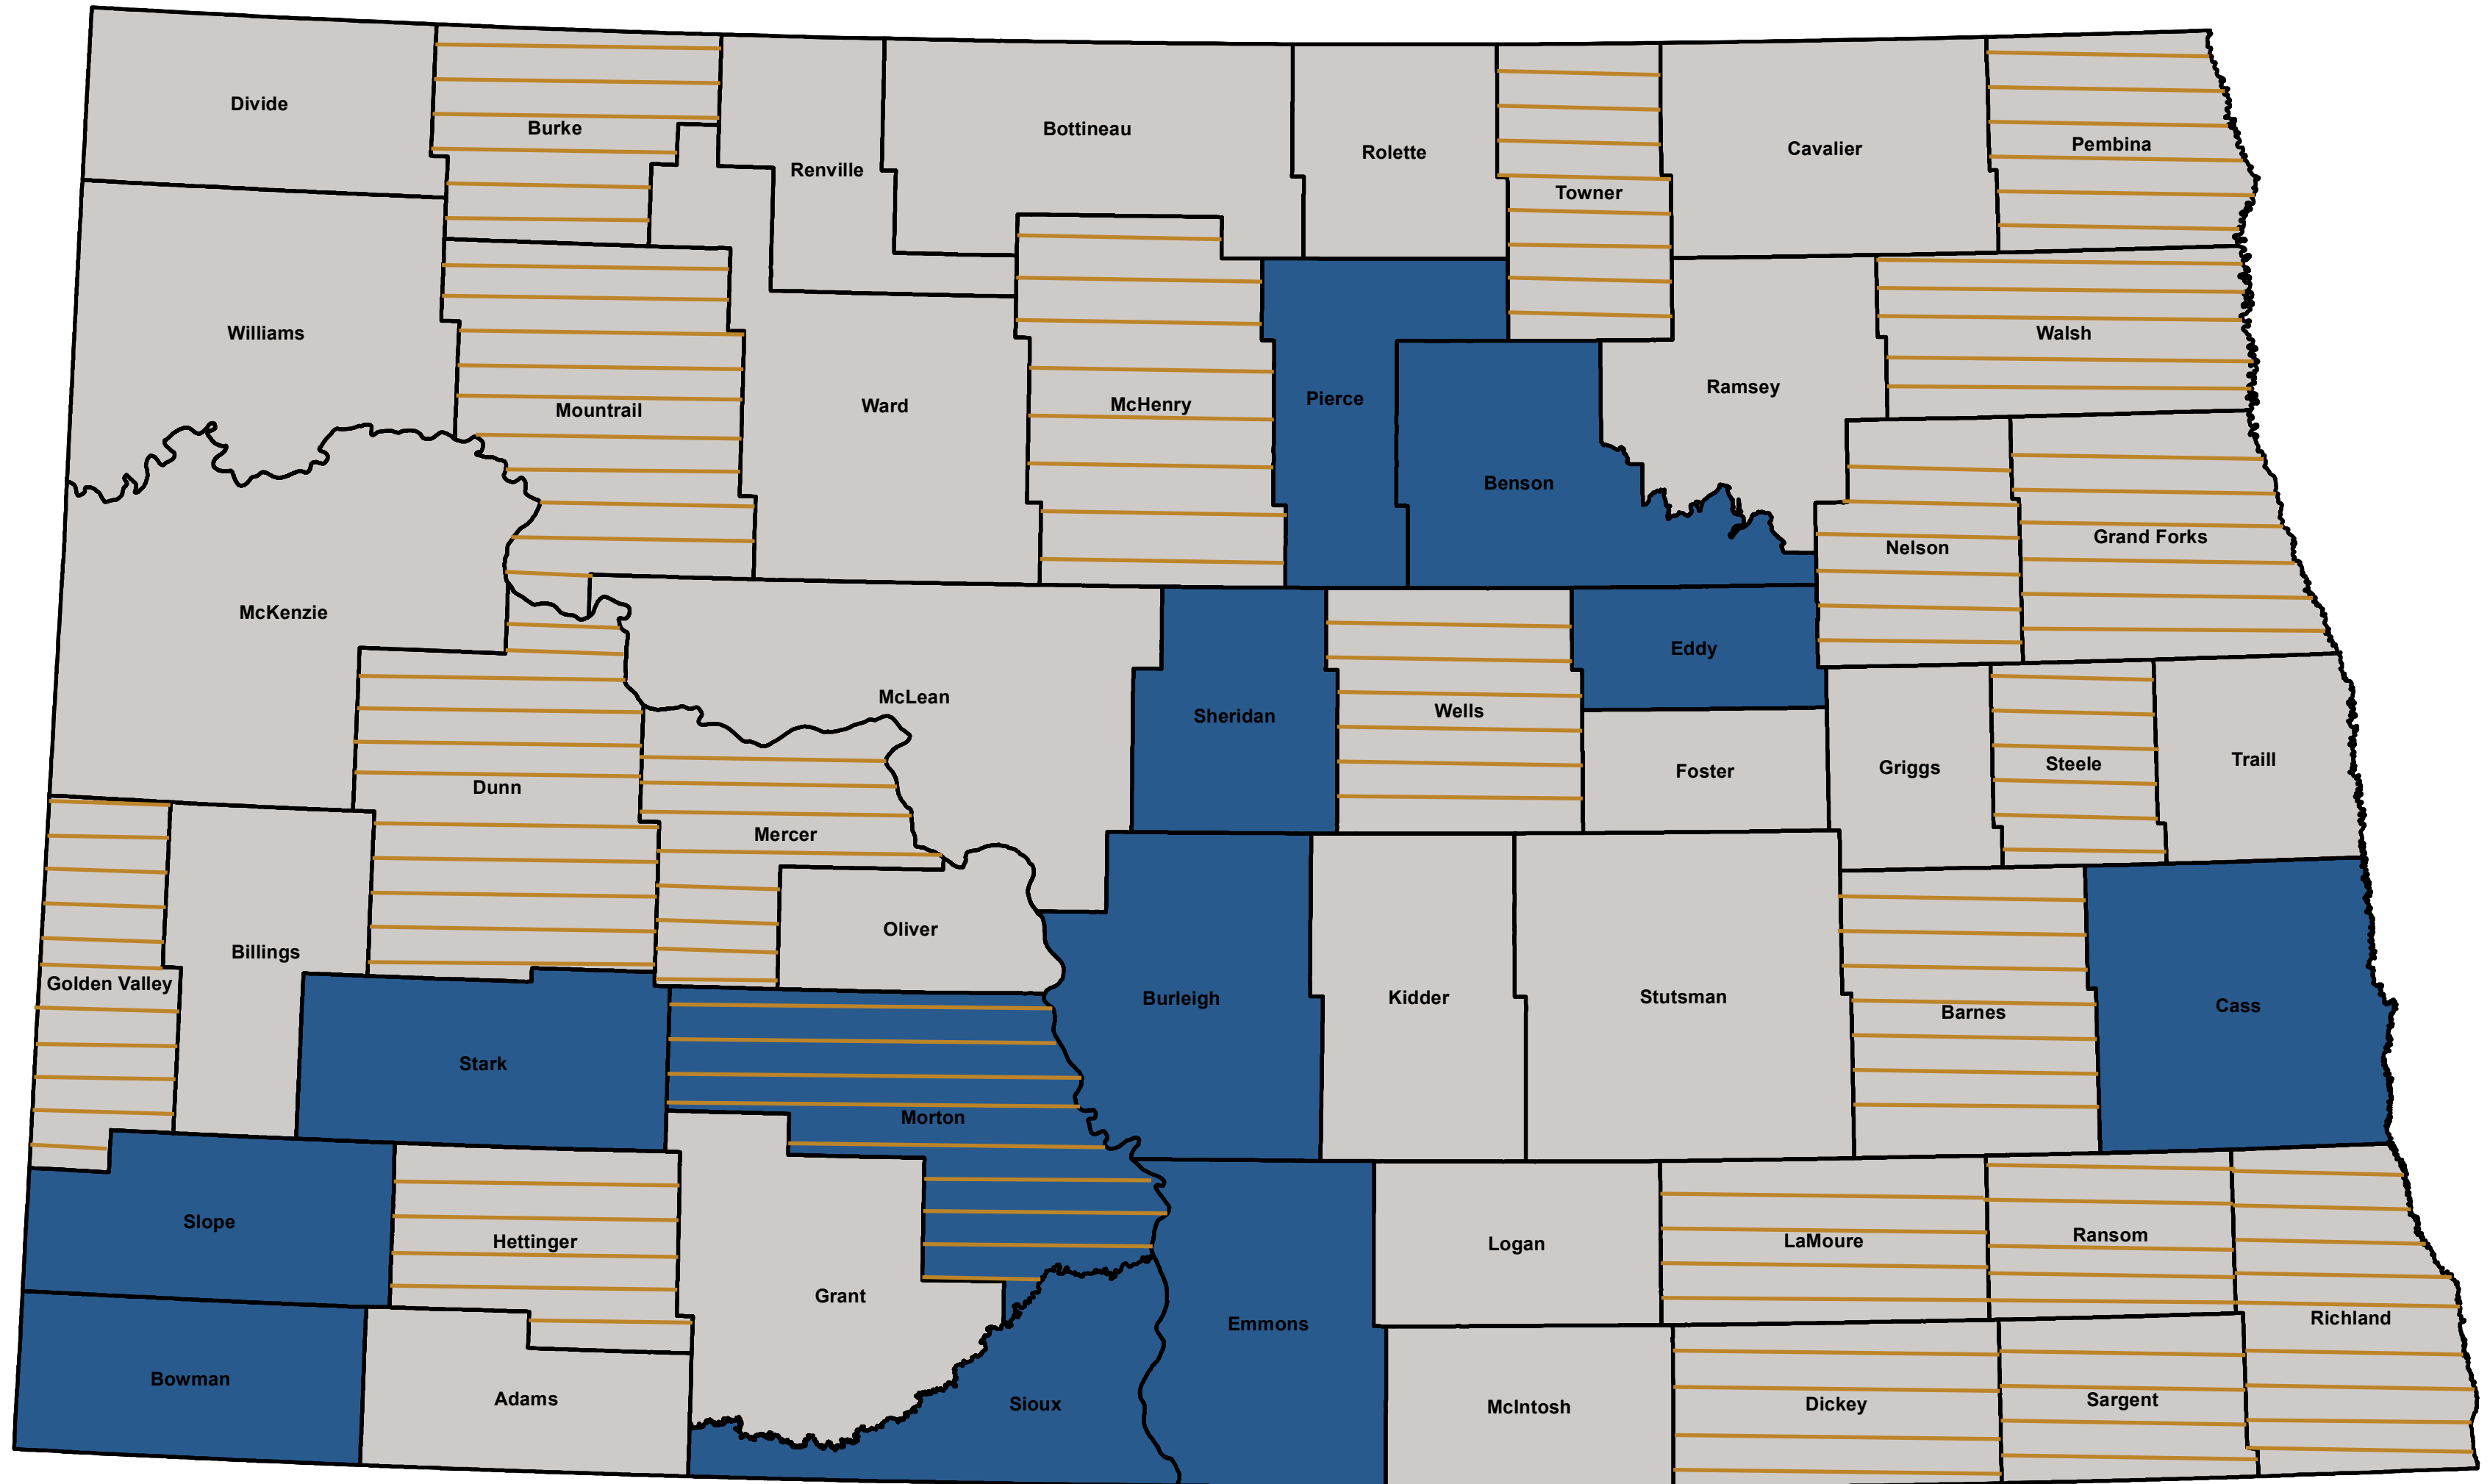 Divide
Burke
Renville
Bottineau
Rolette
Towner
Cavalier
Pembina
Williams
Mountrail
Ward
McHenry
Pierce
Benson
Ramsey
Walsh
Nelson
Grand Forks
McKenzie
McLean
Sheridan
Wells
Eddy
Foster
Griggs
Steele
Traill
Dunn
Mercer
Oliver
Golden Valley
Billings
Stark
Morton
Burleigh
Kidder
Stutsman
Barnes
Cass
Slope
Hettinger
Grant
Emmons
Logan
LaMoure
Ransom
Richland
Bowman
Adams
Sioux
McIntosh
Dickey
Sargent